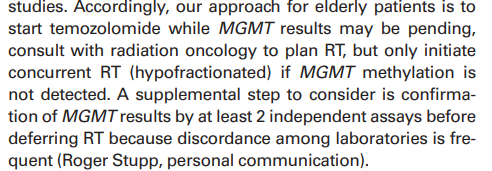 studies. Accordingly, our approach for elderly patients is to
start temozolomide while MGMT results may be pending,
consult with radiation oncology to plan RT, but only initiate
concurrent RT (hypofractionated) if MGMT methylation is
not detected. A supplemental step to consider is confirma-
tion of MGMT results by at least 2 independent assays before
deferring RT because discordance among laboratories is fre-
quent (Roger Stupp, personal communication).